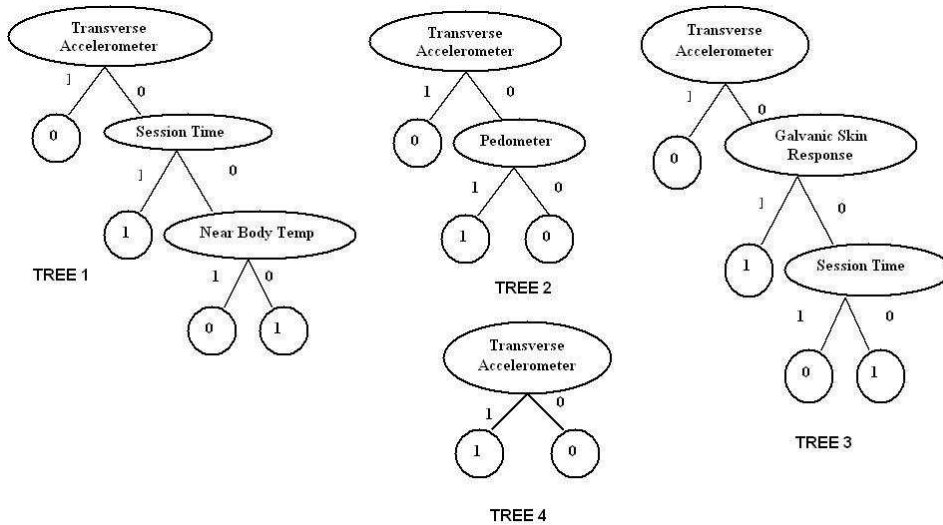 Transverse
Accelerometer
]
0
0
Session Time
]
0
1
Near Body Temp
1
0
0
1
TREE 1
Transverse
Accelerometer
1
0
0
Pedometer
1
0
1
0
TREE 2
Transverse
Accelerometer
1
0
1
0
TREE 4
Transverse
Accelerometer
]
0
0
Galvanic Skin
Response
]
0
1
Session Time
1
0
0
1
TREE 3